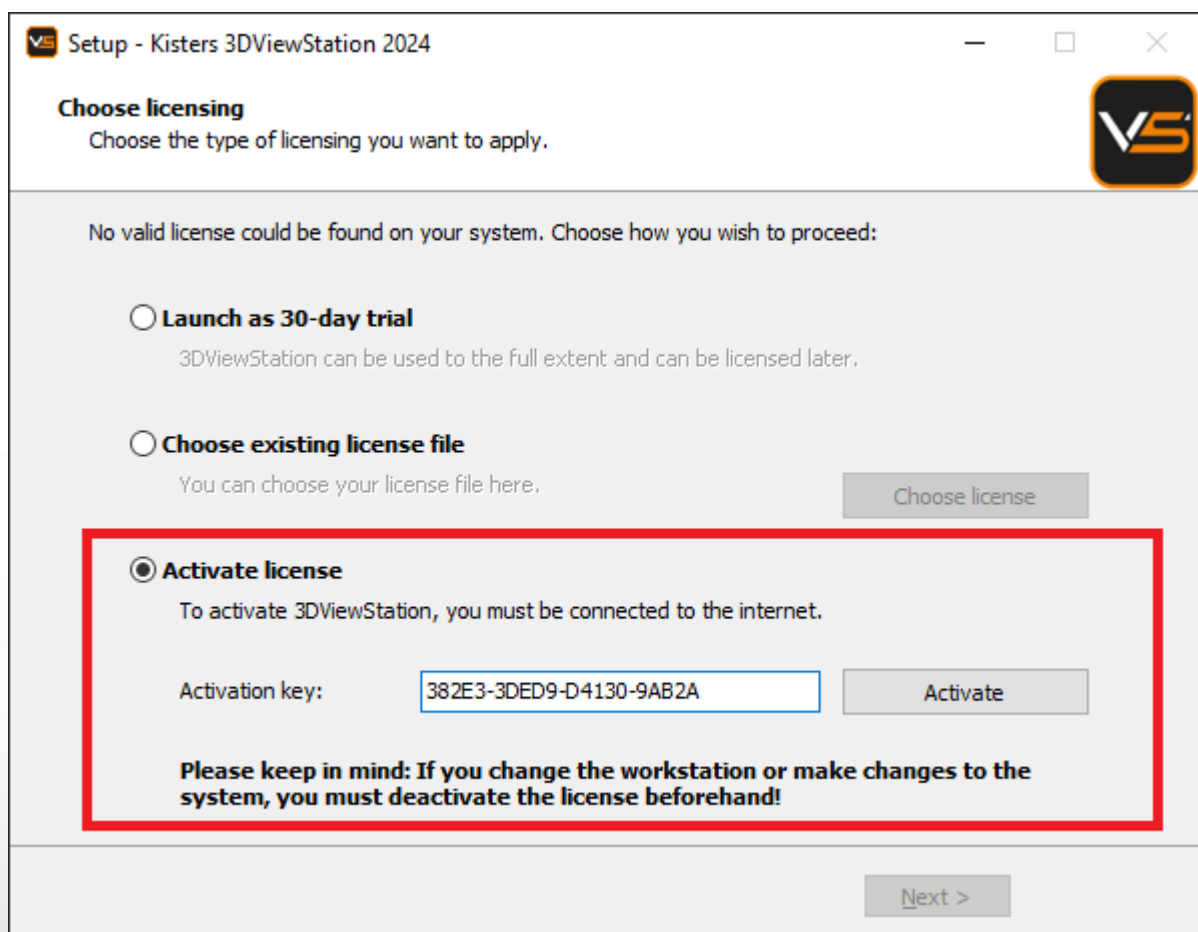 Setup - Kisters 3DViewStation 2024
Choose licensing
Choose the type of licensing you want to apply.
VS
No valid license could be found on your system. Choose how you wish to proceed:
Launch as 30-day trial
3DViewStation can be used to the full extent and can be licensed later.
Choose existing license file
You can choose your license file here.
Choose license
Activate license
To activate 3DViewStation, you must be connected to the internet.
Activation key: 382E3-3DED9-D4130-9AB2A Activate
Please keep in mind: If you change the workstation or make changes to the
system, you must deactivate the license beforehand!
Next >